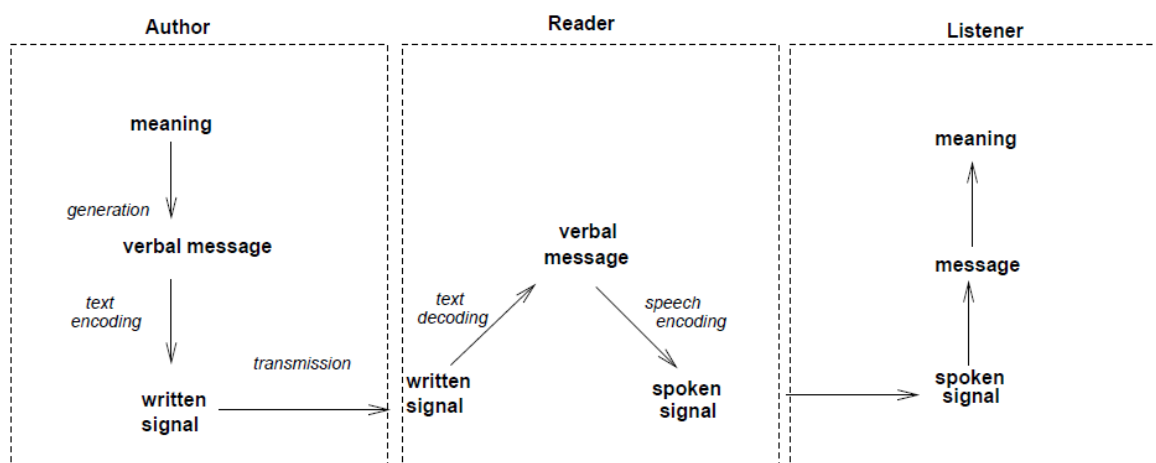 Author
Reader
Listener
meaning
generation
verbal message
text
encoding
written
signal
transmission
written
signal
text
decoding
verbal
message
speech
encoding
spoken
signal
meaning
message
spoken
signal